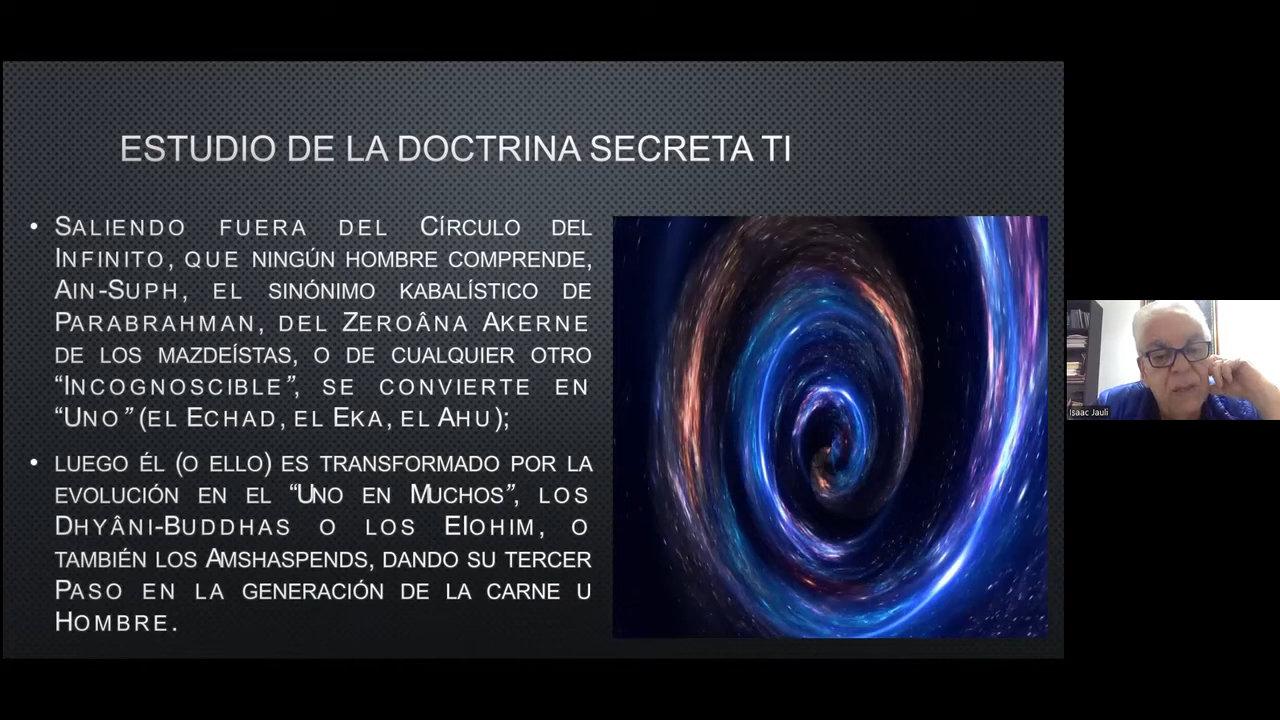 ESTUDIO DE LA DOCTRINA SECRETA TI
• SALIENDO FUERA DEL CÍRCULO DEL
INFINITO, QUE NINGÚN HOMBRE COMPRENDE,
AIN-SUPH, EL SINÓNIMO KABALÍSTICO DE
PARABRAHMAN, DEL ZEROÂNA AKERNE
DE LOS MAZDEÍSTAS, O DE CUALQUIER OTRO
“INCOGNOSCIBLE”, SE CONVIERTE EN
“UNO” (EL ECHAD, EL EKA, EL AHU);
• LUEGO ÉL (O ELLO) ES TRANSFORMADO POR LA
EVOLUCIÓN EN EL “UNO EN MUCHOS”, LOS
DHYÂNI-BUDDHAS O LOS ElOHIM, O
TAMBIÉN LOS AMSHASPENDS, DANDO SU TERCER
PASO EN LA GENERACIÓN DE LA CARNE U
HOMBRE.
Isaac Jauli